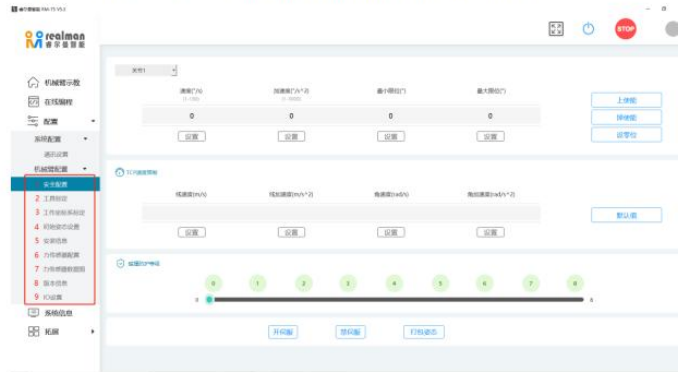 realman
睿尔曼智能
STOP
机械臂示教
在线编程
配置
系统配置
通讯设置
机械臂配置
1 安全配置
2 工具标定
3 工作坐标系标定
4 初始姿态设置
5 安装信息
6 力传感器配置
7 力传感器数据图
8 版本信息
9 IO设置
系统信息
拓展
关节1
速度(°/s) 加速度(°/s^2) 最小限位(°) 最大限位(°)
0 0 0 0
设置 设置 设置 设置
上使能
掉使能
设零位
线速度(m/s) 线加速度(m/s^2) 角速度(rad/s) 角加速度(rad/s^2)
设置 设置 设置 设置
默认值
碰撞防护等级
0 1 2 3 4 5 6 7 8
0 8
打包姿态